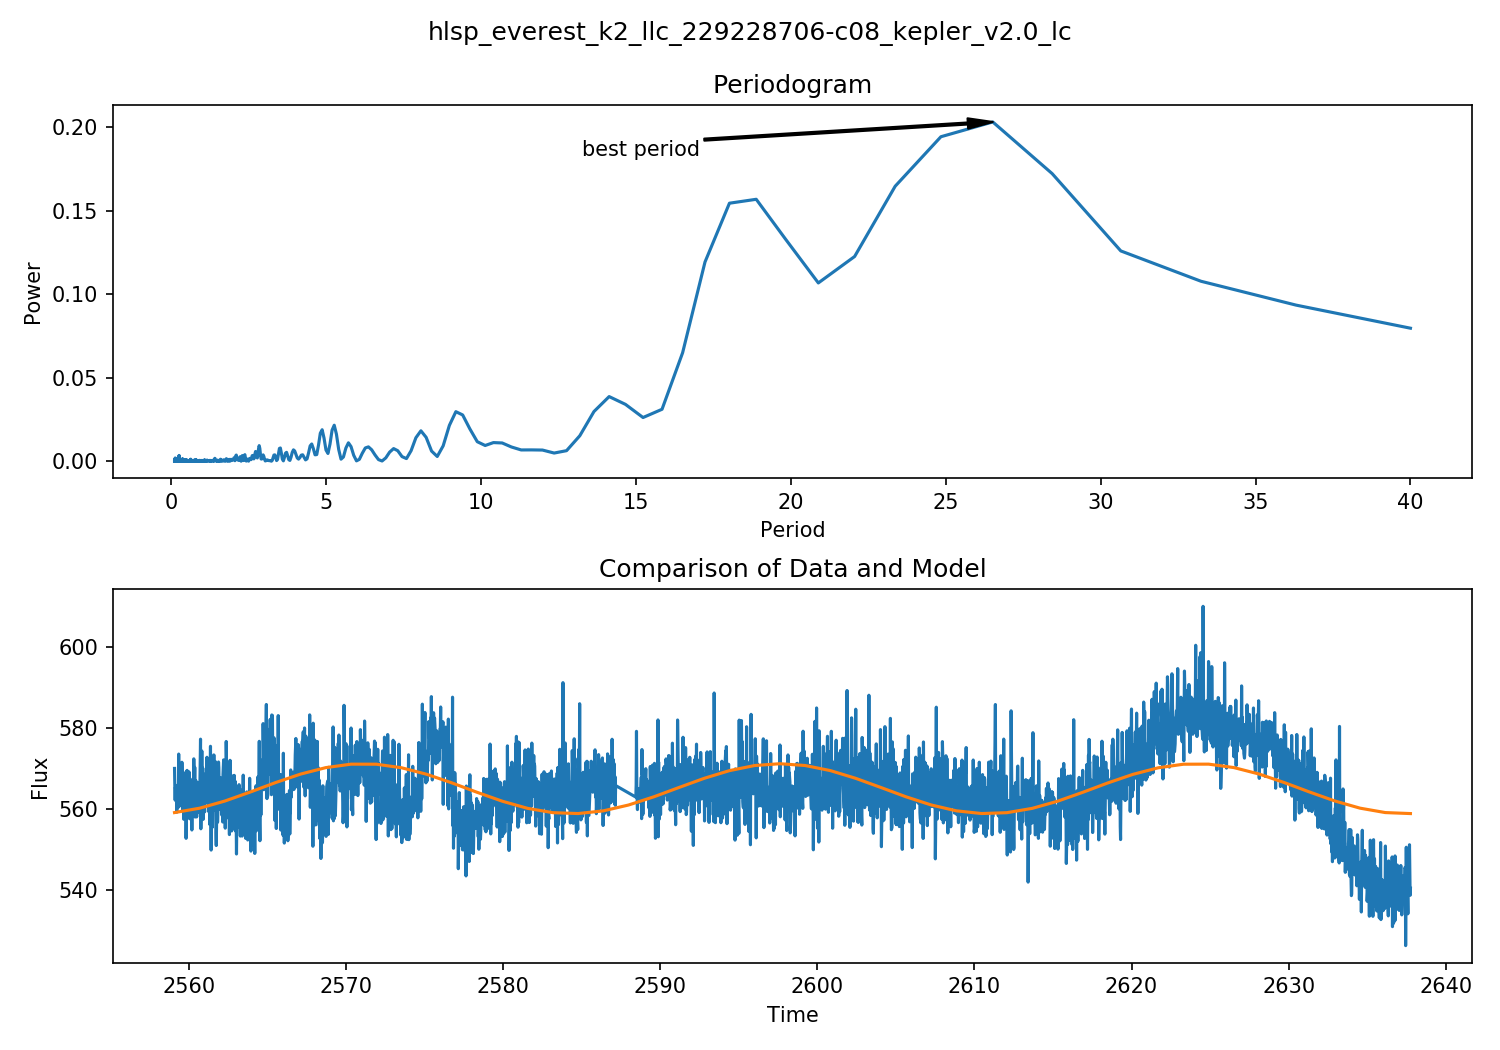 hlsp_everest_k2_llc_229228706-c08_kepler_v2.0_lc
Periodogram
Power
0.20
0.15
0.10
0.05
0.00
best period
0 5 10 15 20 25 30 35 40
Period
Comparison of Data and Model
Flux
600
580
560
540
2560 2570 2580 2590 2600 2610 2620 2630 2640
Time